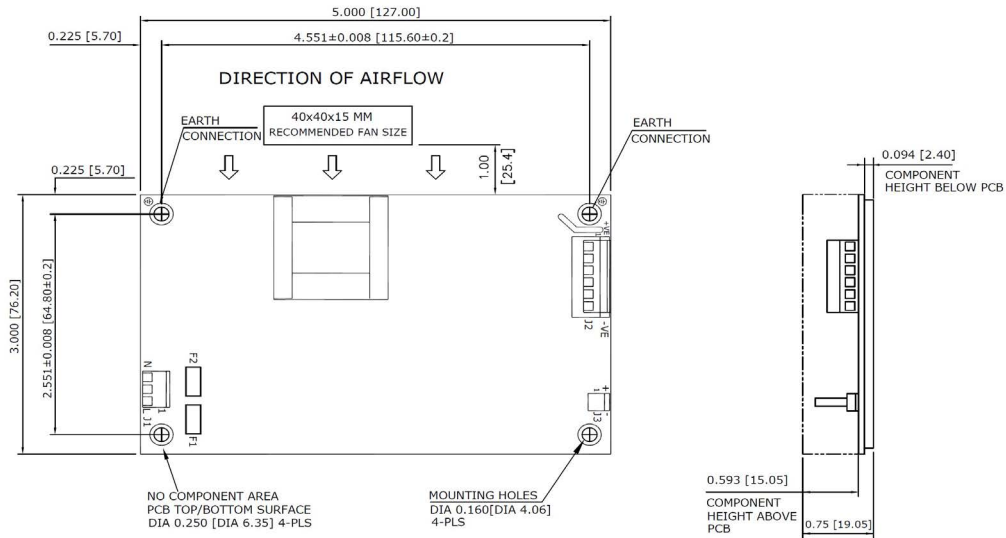 5.000 [127.00]
0.225 [5.70]
4.551±0.008 [115.60±0.2]
DIRECTION OF AIRFLOW
40x40x15 MM
RECOMMENDED FAN SIZE
EARTH
CONNECTION
EARTH
CONNECTION
1.00
[25.4]
0.225 [5.70]
0.094 [2.40]
COMPONENT
HEIGHT BELOW PCB
3.000 [76.20]
2.551±0.008 [64.80±0.2]
+VE
1
J2
-VE
N
L
J1
1
F2
F1
+
1
-
J3
NO COMPONENT AREA
PCB TOP/BOTTOM SURFACE
DIA 0.250 [DIA 6.35] 4-PLS
MOUNTING HOLES
DIA 0.160[DIA 4.06]
4-PLS
0.593 [15.05]
COMPONENT
HEIGHT ABOVE
PCB
0.75 [19.05]